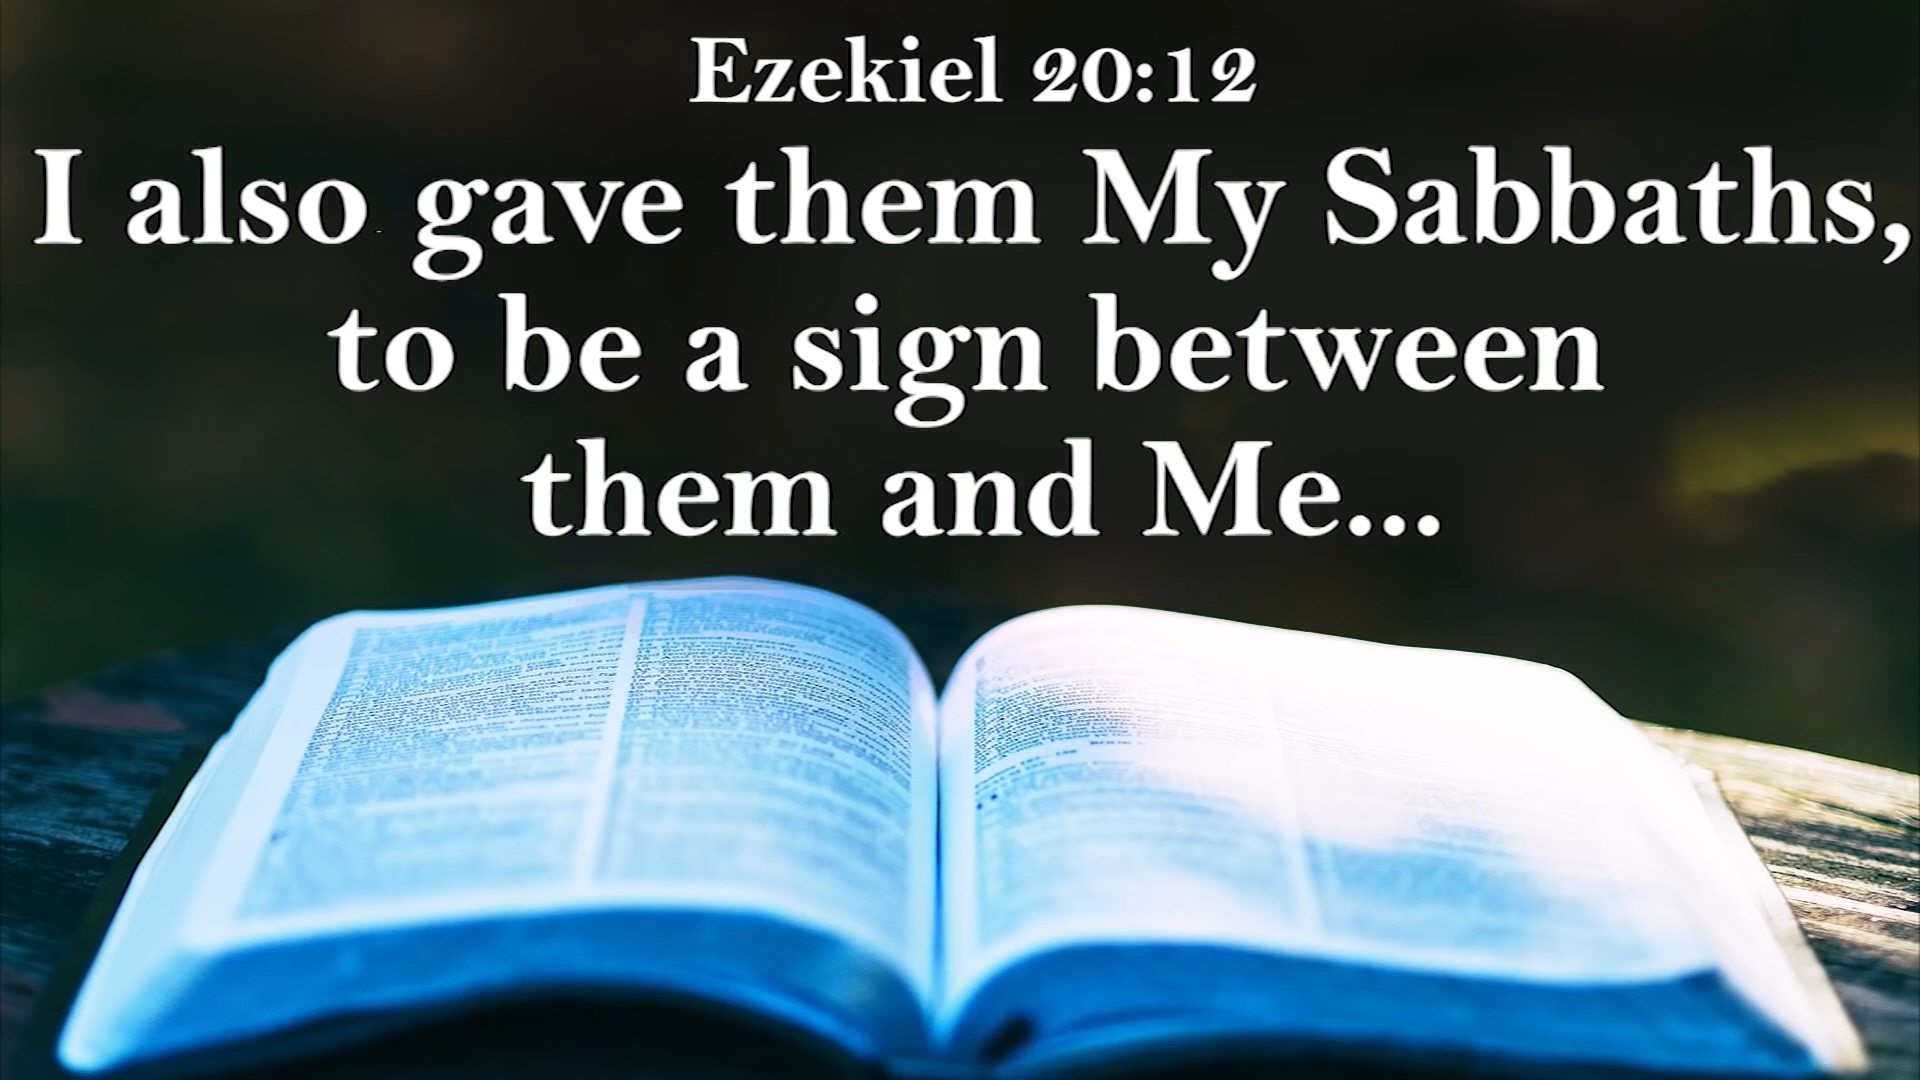 Ezekiel 20:12
I also gave them My Sabbaths,
to be a sign between
them and Me...